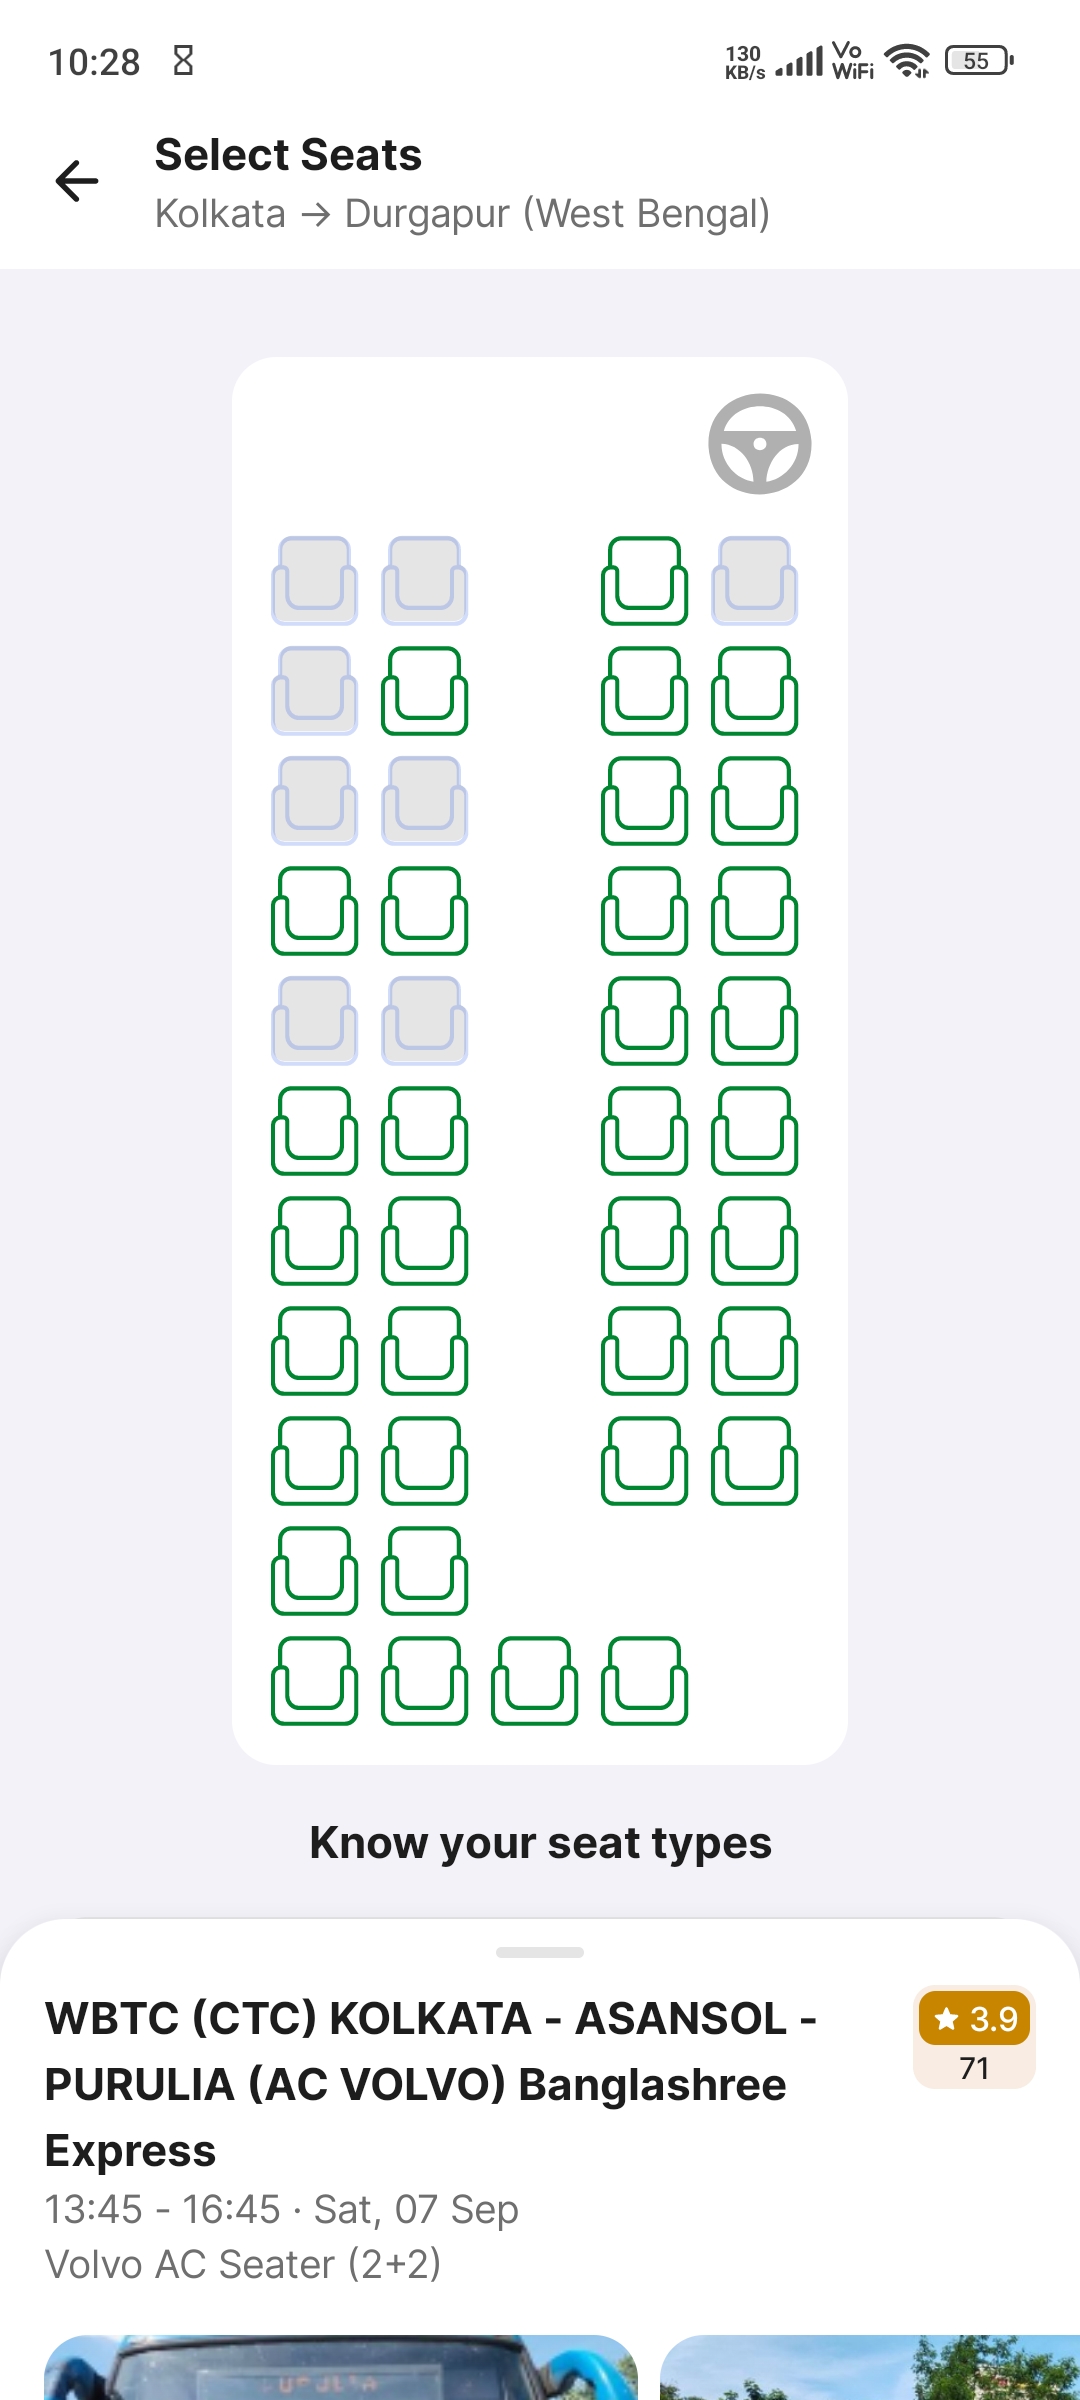 10:28
130
KB/s
Vo
WiFi
55
Select Seats
Kolkata → Durgapur (West Bengal)
Know your seat types
WBTC (CTC) KOLKATA - ASANSOL -
PURULIA (AC VOLVO) Banglashree
Express
★ 3.9
71
13:45 - 16:45 · Sat, 07 Sep
Volvo AC Seater (2+2)